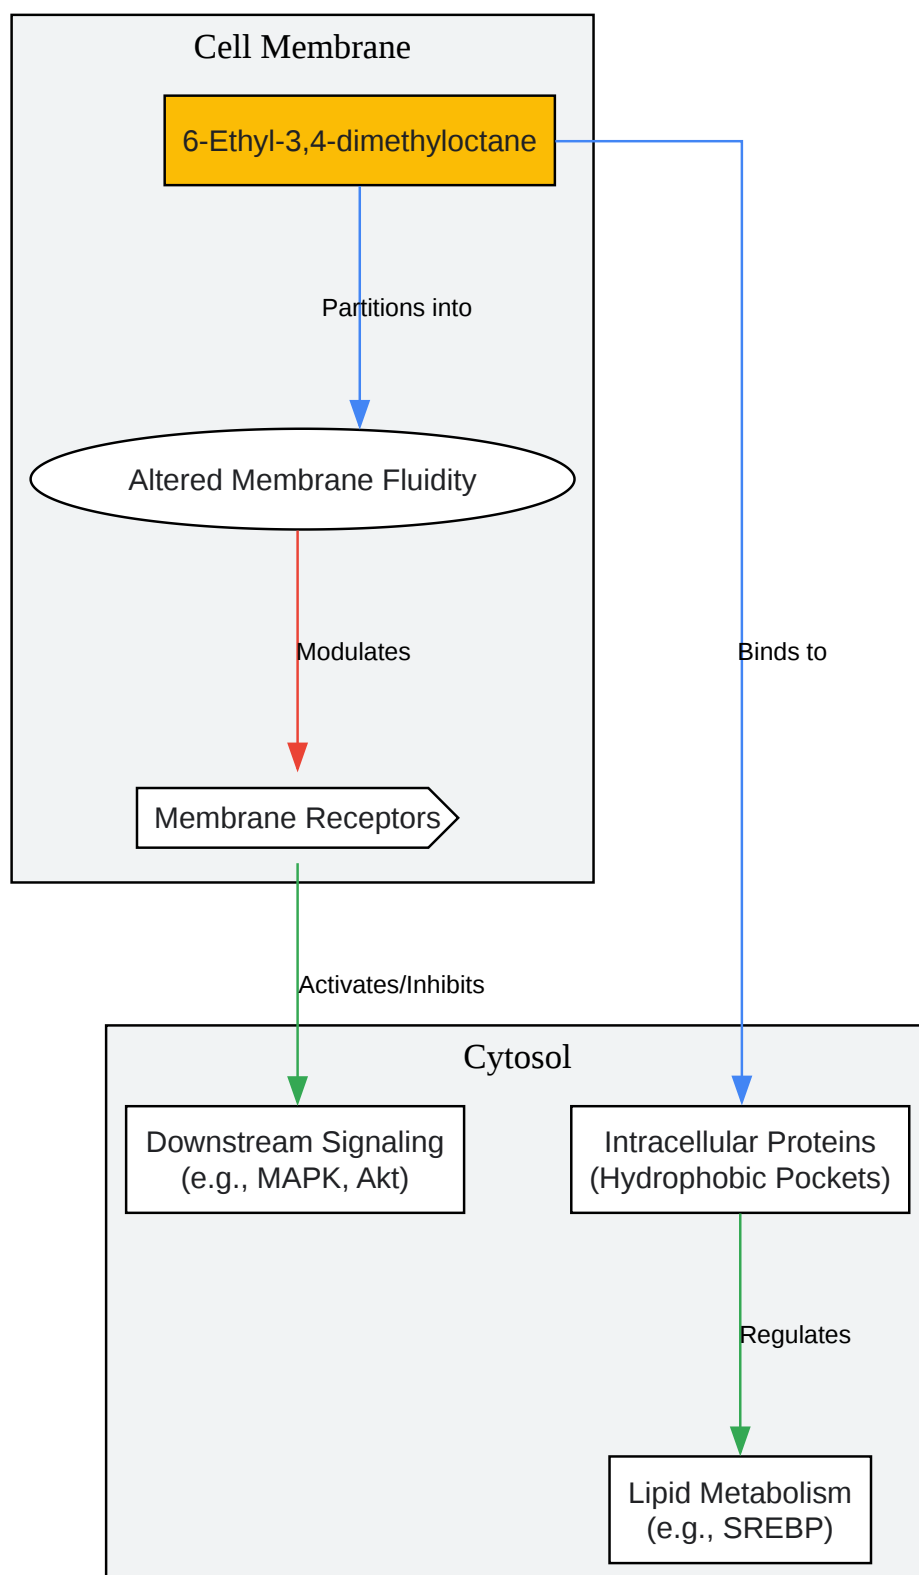 Cell Membrane
6-Ethyl-3,4-dimethyloctane
Partitions into
Altered Membrane Fluidity
Modulates
Binds to
Membrane Receptors
Activates/Inhibits
Cytosol
Downstream Signaling
(e.g., MAPK, Akt)
Intracellular Proteins
(Hydrophobic Pockets)
Regulates
Lipid Metabolism
(e.g., SREBP)